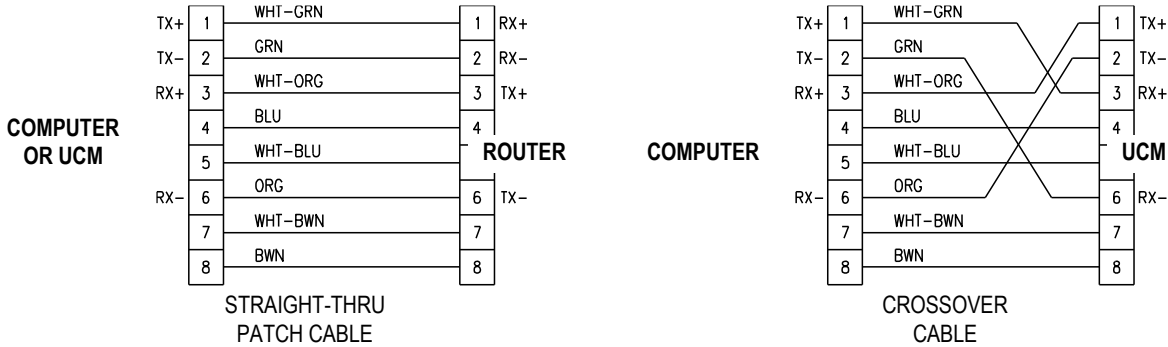 TX+ 1 WHT-GRN 1 RX+
TX- 2 GRN 2 RX-
RX+ 3 WHT-ORG 3 TX+
4 BLU 4
COMPUTER
OR UCM
5 WHT-BLU
ROUTER
RX- 6 ORG 6 TX-
7 WHT-BWN 7
8 BWN 8
STRAIGHT-THRU
PATCH CABLE
TX+ 1 WHT-GRN 1 TX+
TX- 2 GRN 2 TX-
RX+ 3 WHT-ORG 3 RX+
4 BLU 4
COMPUTER
5 WHT-BLU
UCM
RX- 6 ORG 6 RX-
7 WHT-BWN 7
8 BWN 8
CROSSOVER
CABLE